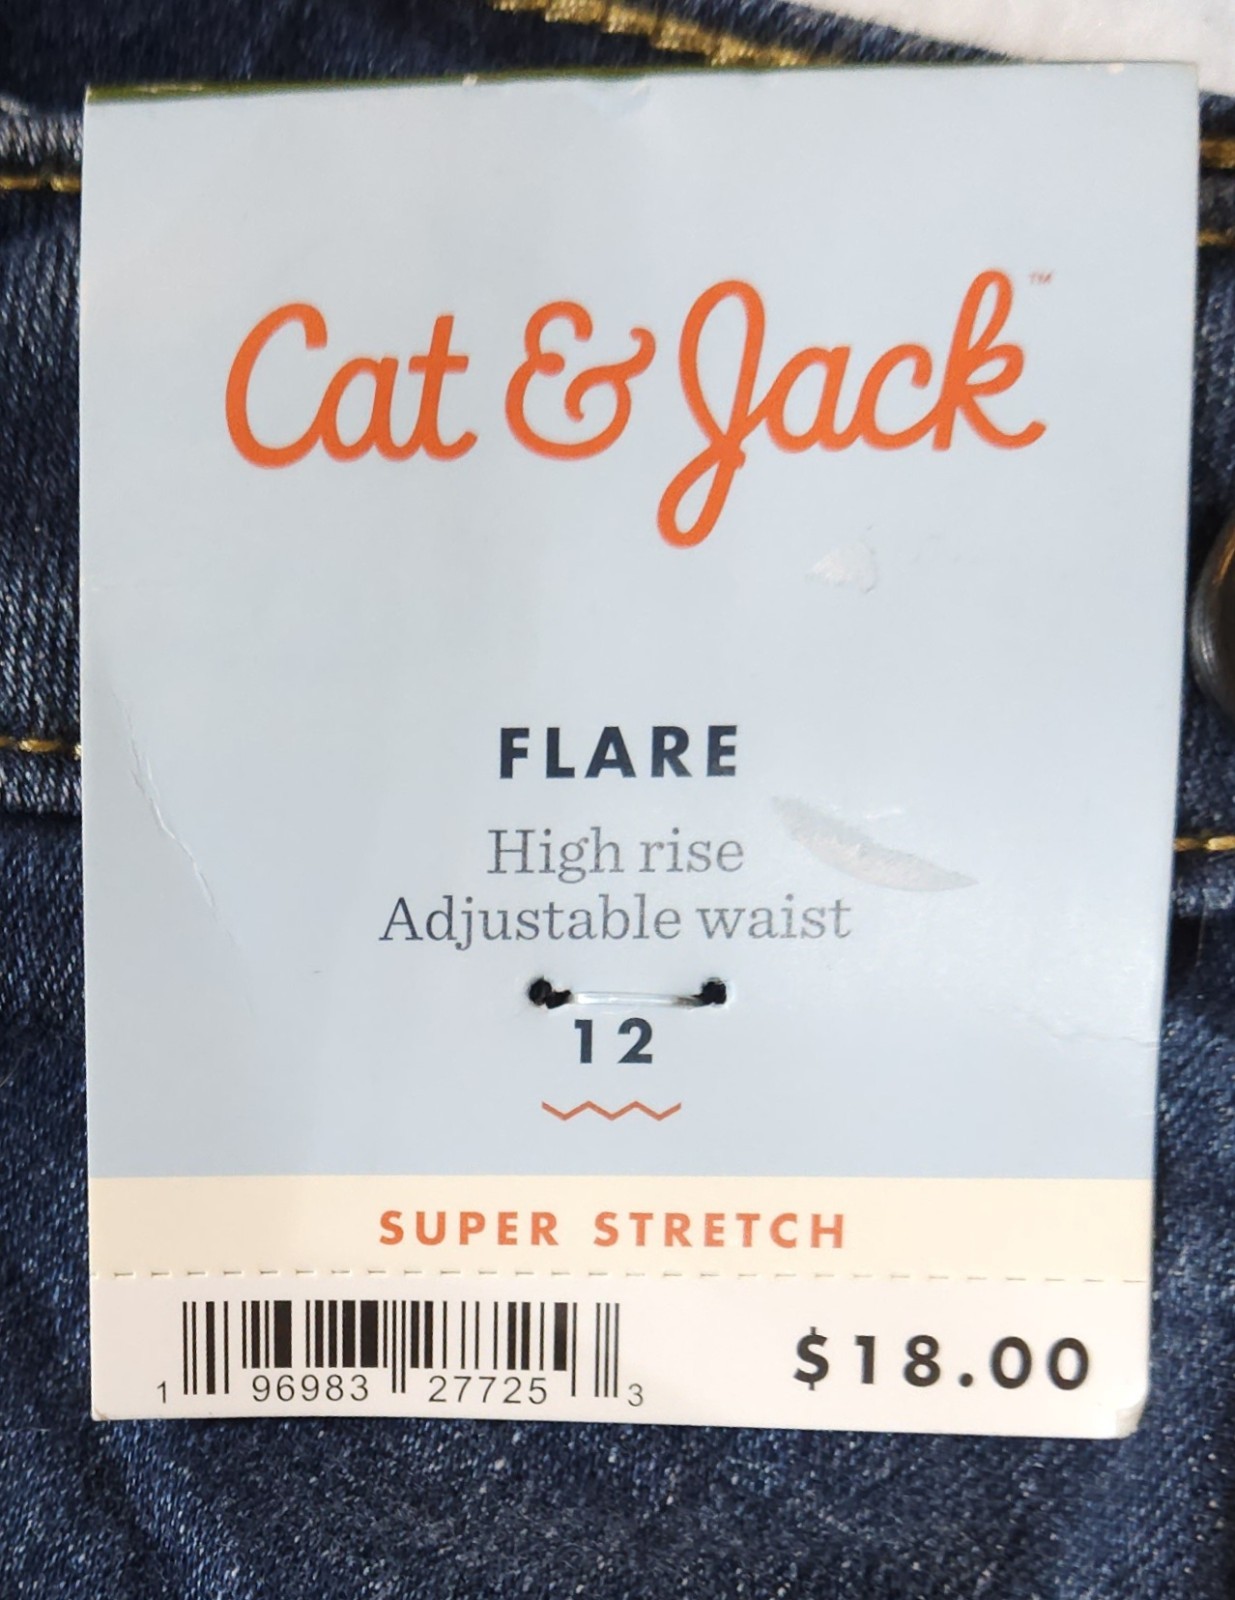 Cat & Jack™
FLARE
High rise
Adjustable waist
12
SUPER STRETCH
1 96983 27725 3
$18.00